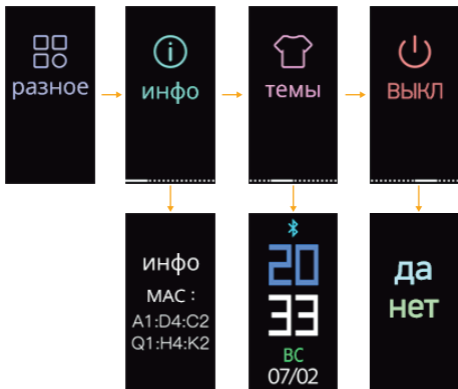 разное
инфо
темы
ВЫКЛ
инфо
MAC :
A1:D4:C2
Q1:H4:K2
20
33
ВС
07/02
да
нет